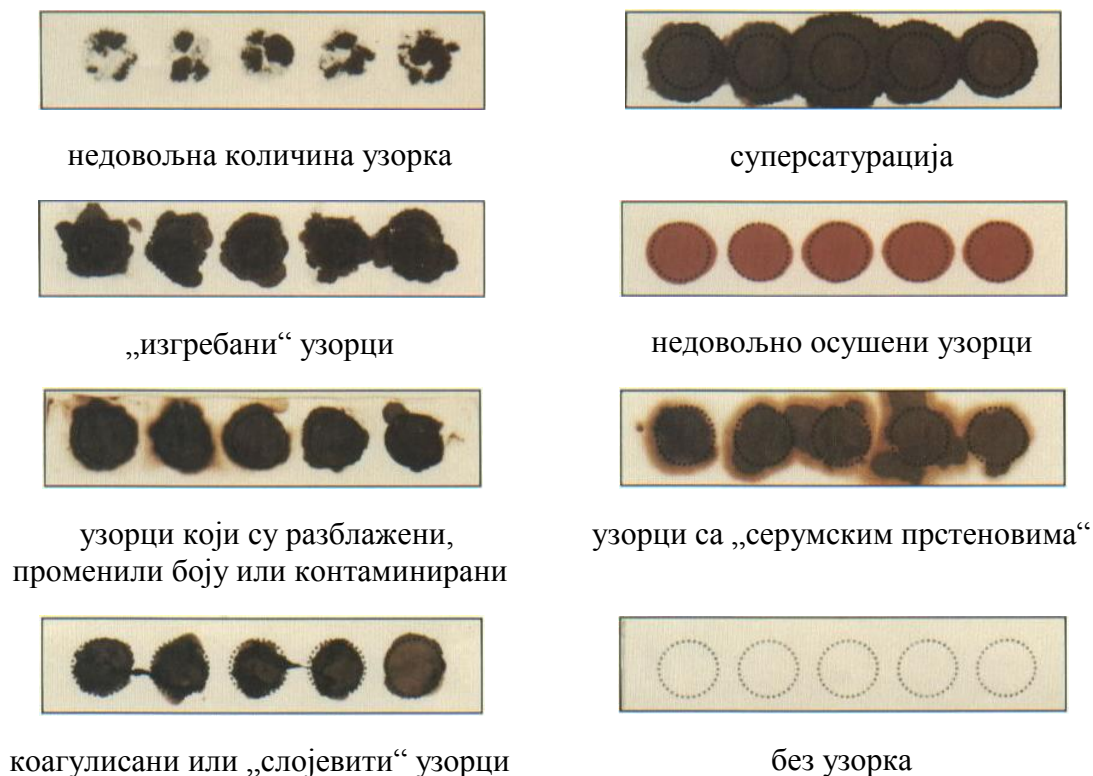 недовољна количина узорка
суперсатурација
„изгребани“ узорци
недовољно осушени узорци
узорци који су разблажени,
променили боју или контаминирани
узорци са „серумским прстеновима“
коагулисани или „слојевити“ узорци
без узорка